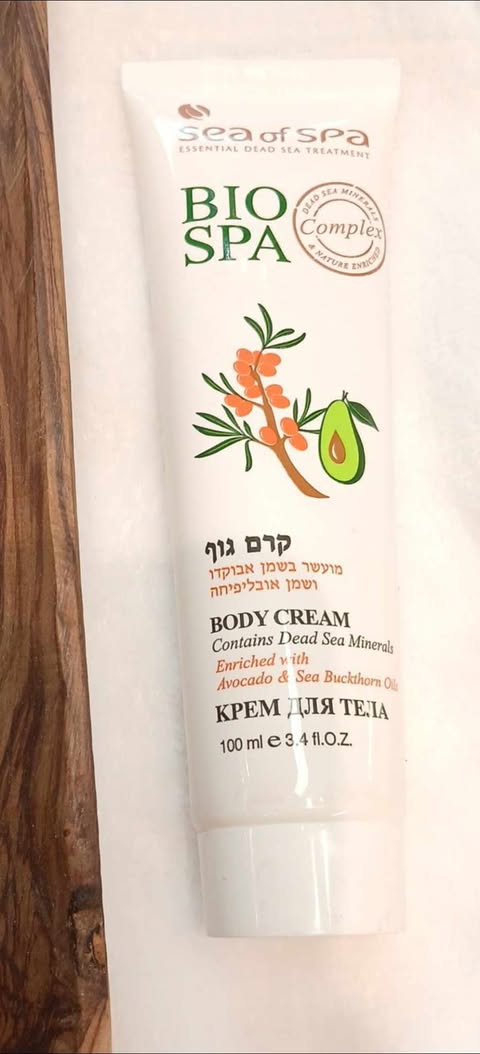 sea of spa
ESSENTIAL DEAD SEA TREATMENT
BIO
SPA
DEAD SEA MINERALS
Complex
& NATURE ENRICHED
קרם גוף
מועשר בשמן אבוקדו
ושמן אובליפיחה
BODY CREAM
Contains Dead Sea Minerals
Enriched with
Avocado & Sea Buckthorn Oils
КРЕМ ДЛЯ ТЕЛА
100 ml e 3.4 fl.O.Z.